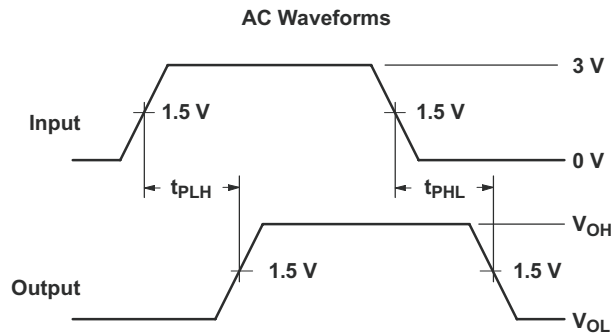 AC Waveforms
3 V
Input
1.5 V
1.5 V
0 V
tPLH
tPHL
VOH
Output
1.5 V
1.5 V
VOL